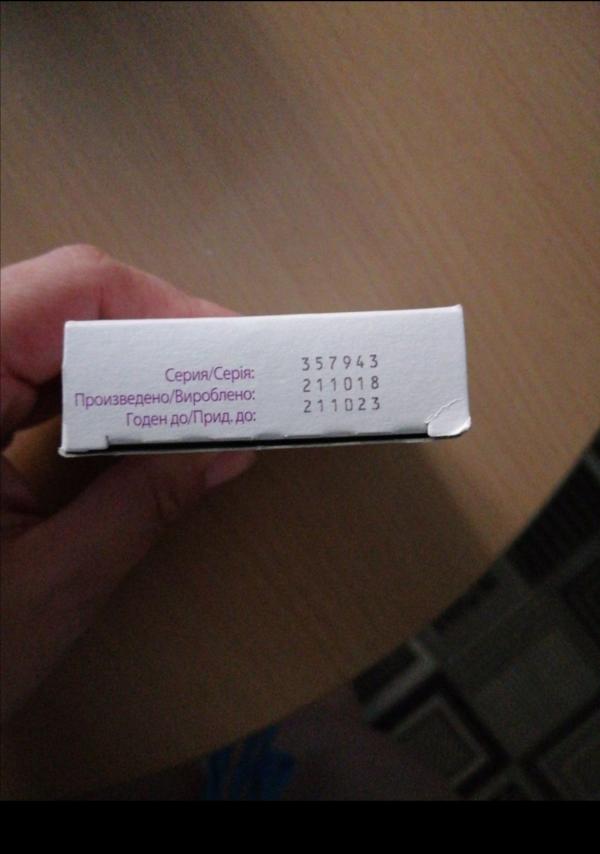 Серия/Серія: 357943
Произведено/Вироблено: 211018
Годен до/Прид. до: 211023